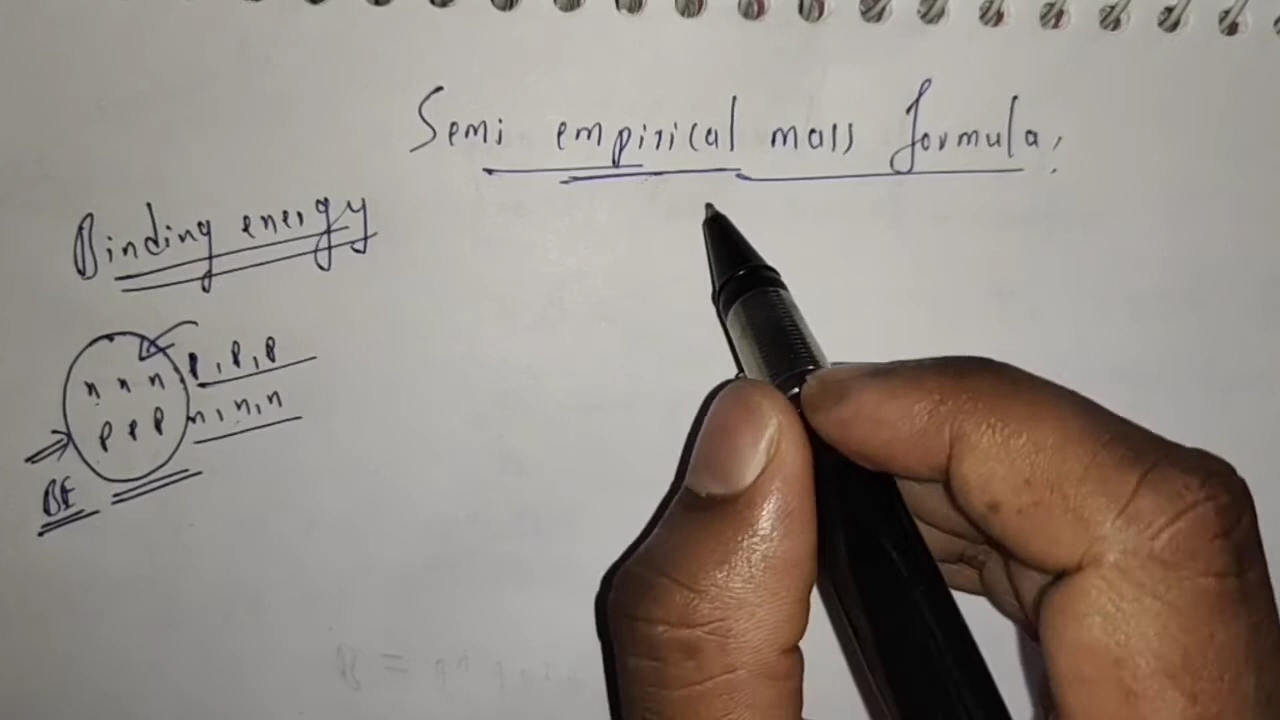 Semi empirical mass formula,
Binding energy
n n n p, p, p
p p p n, n, n
BE